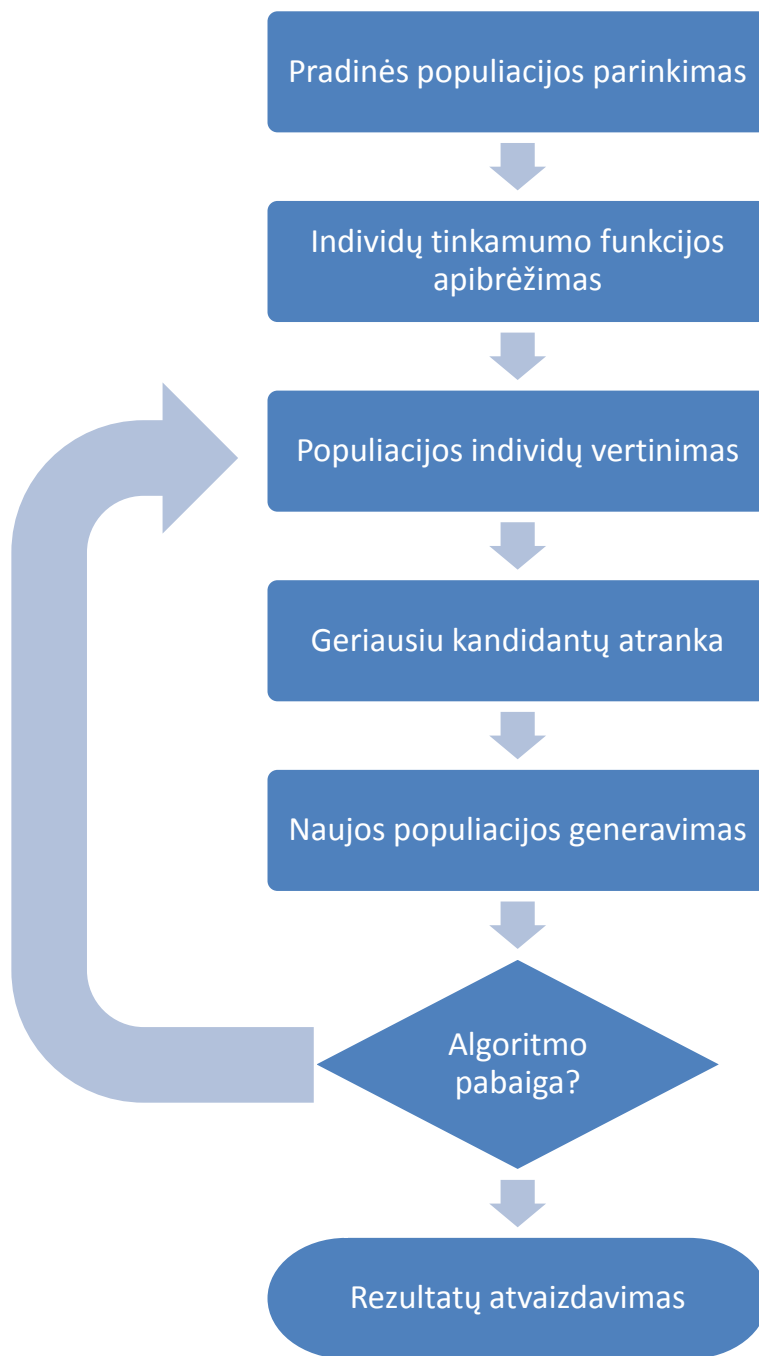 Pradinės populiacijos parinkimas
Individų tinkamumo funkcijos
apibrėžimas
Populiacijos individų vertinimas
Geriausiu kandidantų atranka
Naujos populiacijos generavimas
Algoritmo
pabaiga?
Rezultatų atvaizdavimas